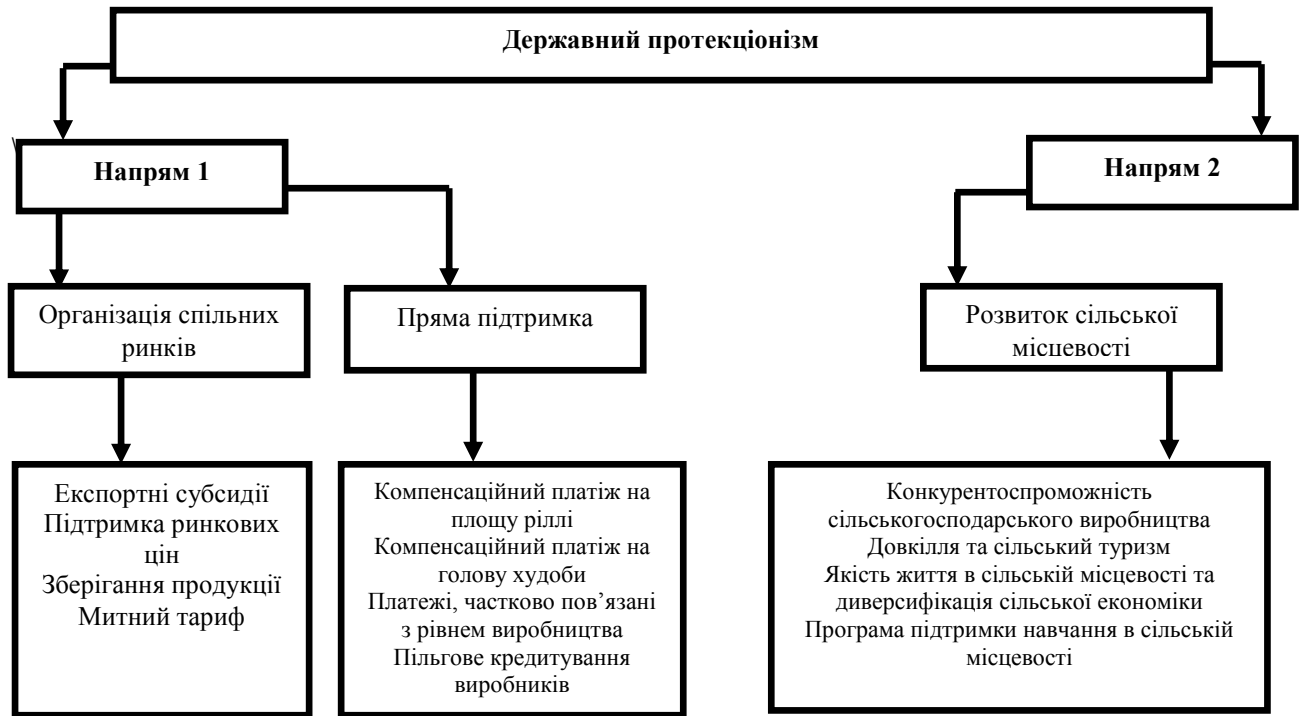 Державний протекціонізм
Напрям 1
Напрям 2
Організація спільних
ринків
Пряма підтримка
Розвиток сільської
місцевості
Експортні субсидії
Підтримка ринкових
цін
Зберігання продукції
Митний тариф
Компенсаційний платіж на
площу ріллі
Компенсаційний платіж на
голову худоби
Платежі, частково пов’язані
з рівнем виробництва
Пільгове кредитування
виробників
Конкурентоспроможність
сільськогосподарського виробництва
Довкілля та сільський туризм
Якість життя в сільській місцевості та
диверсифікація сільської економіки
Програма підтримки навчання в сільській
місцевості